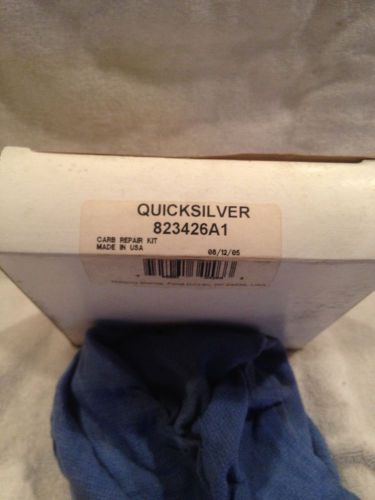 QUICKSILVER
823426A1
CARB REPAIR KIT
MADE IN USA 08/12/05